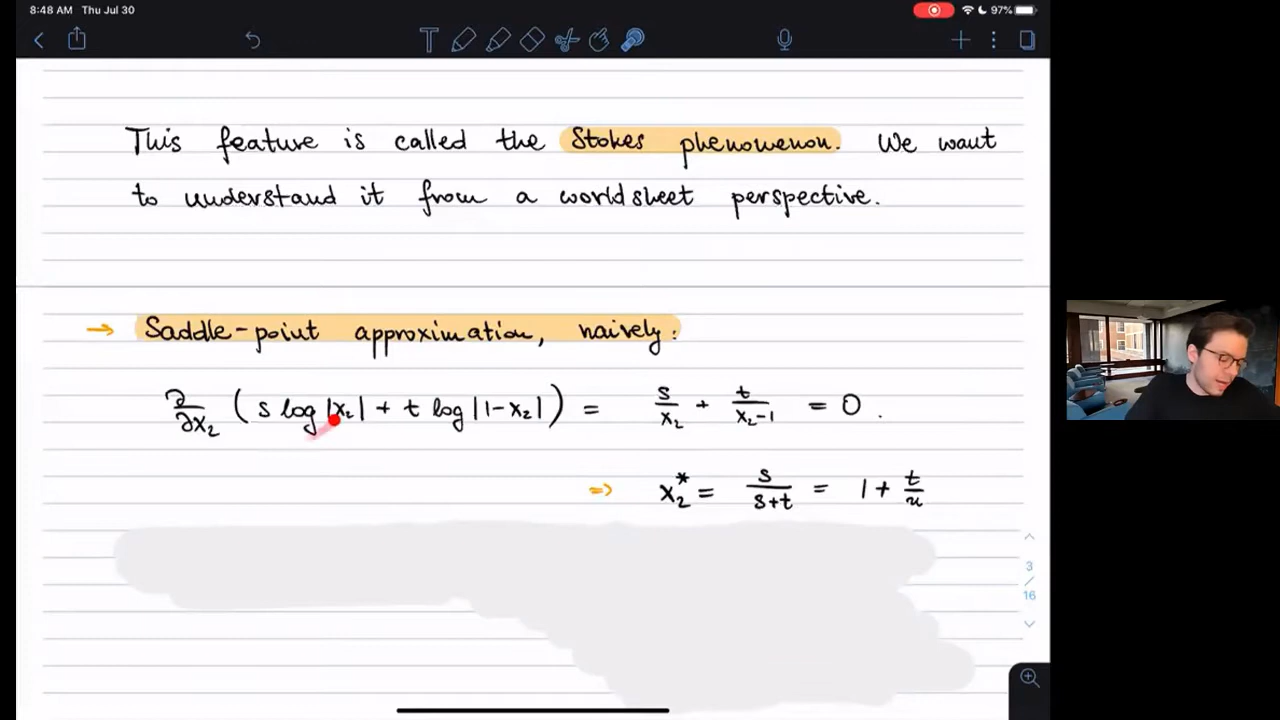 8:48 AM Thu Jul 30
97%
This feature is called the Stokes phenomenon. We want
to understand it from a worldsheet perspective.
→ Saddle-point approximation, naively:
∂/∂x₂ ( s log|x₂| + t log|1-x₂| ) = s/x₂ + t/(x₂-1) = 0.
⇒ x₂* = s/(s+t) = 1 + t/u
3
/
16